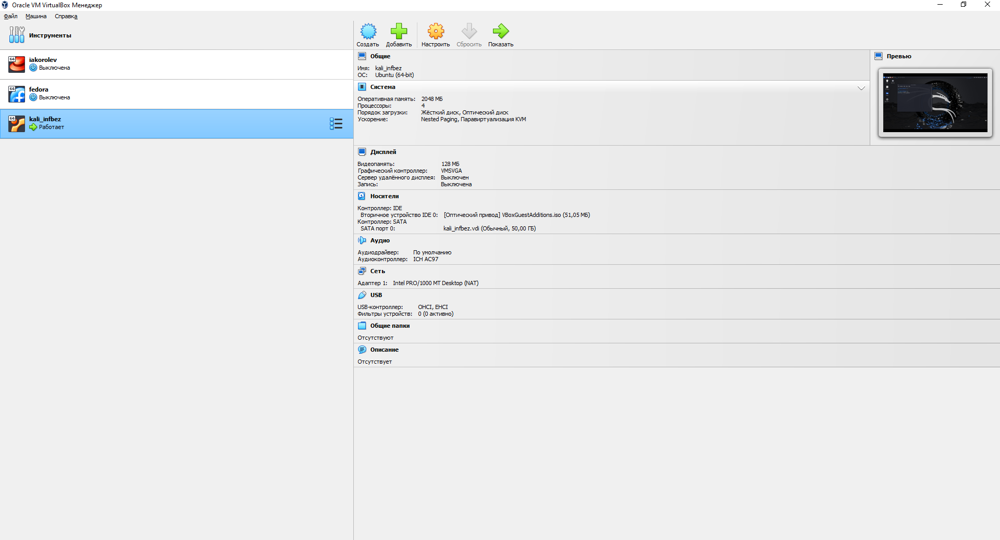 Oracle VM VirtualBox Менеджер
Файл Машина Справка
Инструменты
Создать Добавить Настроить Сбросить Показать
64 iakorolev
Выключена
64 fedora
Выключена
64 kali_infbez
Работает
Общие
Имя: kali_infbez
ОС: Ubuntu (64-bit)
Система
Оперативная память: 2048 МБ
Процессоры: 4
Порядок загрузки: Жёсткий диск, Оптический диск
Ускорение: Nested Paging, Паравиртуализация KVM
Превью
Дисплей
Видеопамять: 128 МБ
Графический контроллер: VMSVGA
Сервер удалённого дисплея: Выключен
Запись: Выключена
Носители
Контроллер: IDE
Вторичное устройство IDE 0: [Оптический привод] VBoxGuestAdditions.iso (51,05 МБ)
Контроллер: SATA
SATA порт 0: kali_infbez.vdi (Обычный, 50,00 ГБ)
Аудио
Аудиодрайвер: По умолчанию
Аудиоконтроллер: ICH AC97
Сеть
Адаптер 1: Intel PRO/1000 MT Desktop (NAT)
USB
USB-контроллер: OHCI, EHCI
Фильтры устройств: 0 (0 активно)
Общие папки
Отсутствуют
Описание
Отсутствует